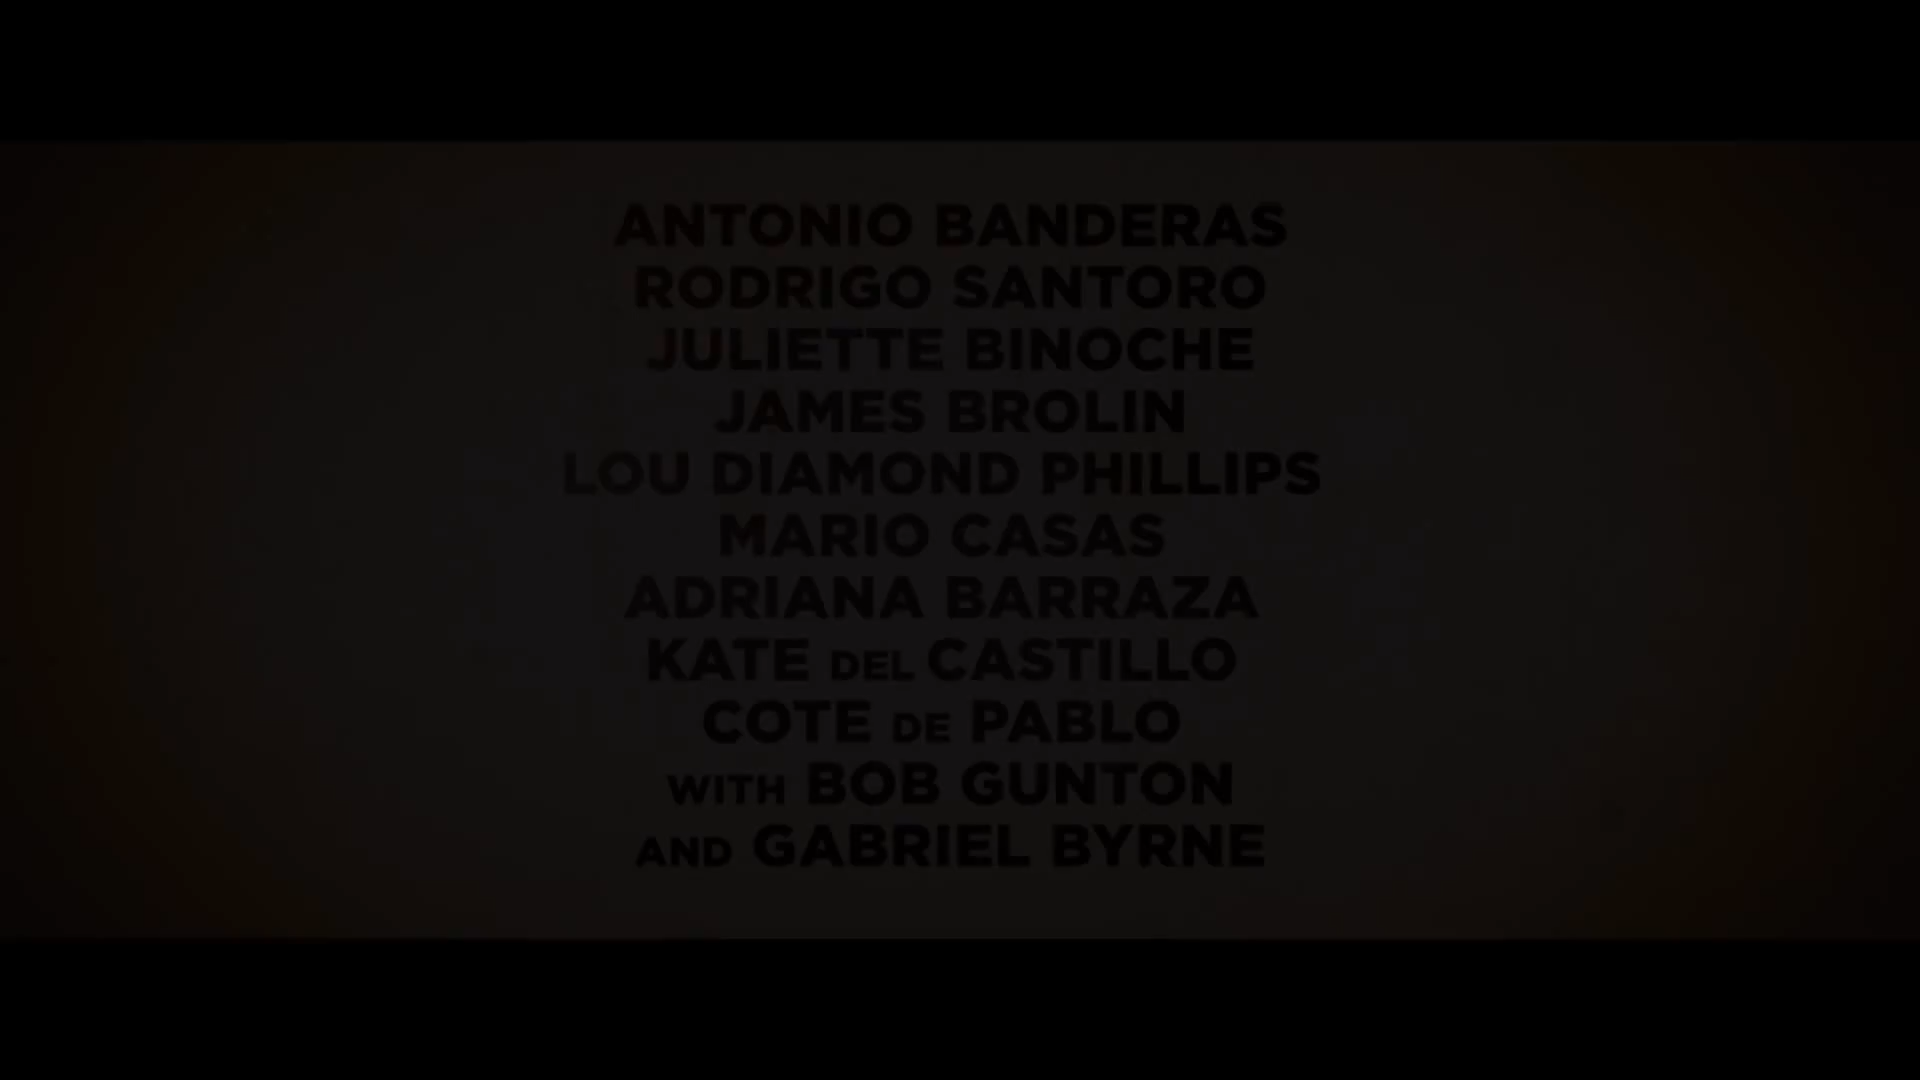 ANTONIO BANDERAS
RODRIGO SANTORO
JULIETTE BINOCHE
JAMES BROLIN
LOU DIAMOND PHILLIPS
MARIO CASAS
ADRIANA BARRAZA
KATE DEL CASTILLO
COTE DE PABLO
WITH BOB GUNTON
AND GABRIEL BYRNE